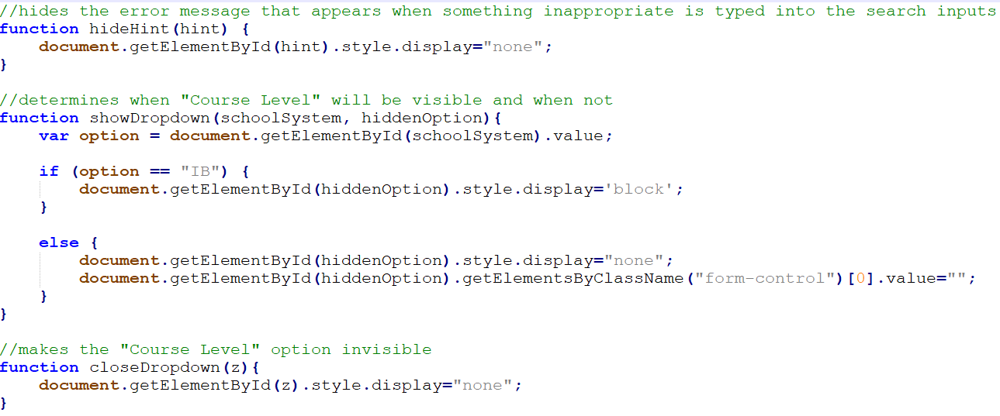 //hides the error message that appears when something inappropriate is typed into the search inputs
function hideHint(hint) {
    document.getElementById(hint).style.display="none";
}

//determines when "Course Level" will be visible and when not
function showDropdown(schoolSystem, hiddenOption){
    var option = document.getElementById(schoolSystem).value;

    if (option == "IB") {
        document.getElementById(hiddenOption).style.display='block';
    }

    else {
        document.getElementById(hiddenOption).style.display="none";
        document.getElementById(hiddenOption).getElementsByClassName("form-control")[0].value="";
    }
}

//makes the "Course Level" option invisible
function closeDropdown(z){
    document.getElementById(z).style.display="none";
}